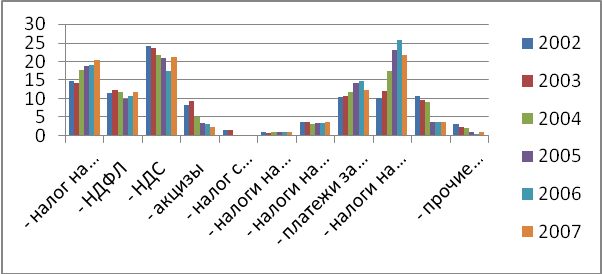 30
25
20
15
10
5
0
- налог на...
- НДФЛ
- НДС
- акцизы
- налог с...
- налоги на...
- налоги на...
- платежи за...
- налоги на...
- прочие...
2002
2003
2004
2005
2006
2007